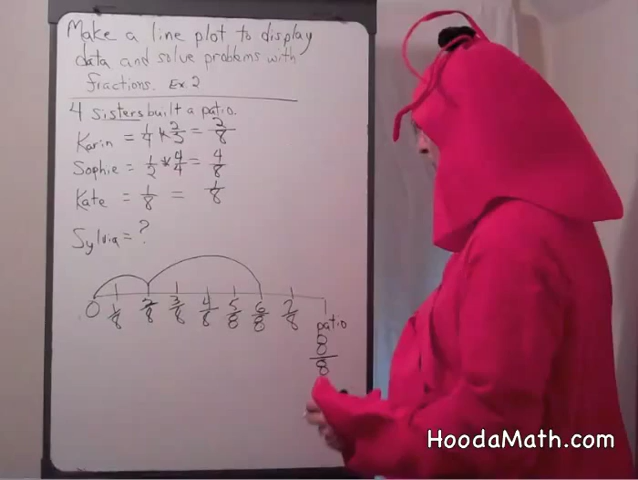 Make a line plot to display
data and solve problems with
fractions. Ex. 2
4 sisters built a patio.
Karin = 1/4 * 2/2 = 2/8
Sophie = 1/2 * 4/4 = 4/8
Kate = 1/8 = 1/8
Sylvia = ?
0 1/8 2/8 3/8 4/8 5/8 6/8 7/8
patio
8/8
HoodaMath.com